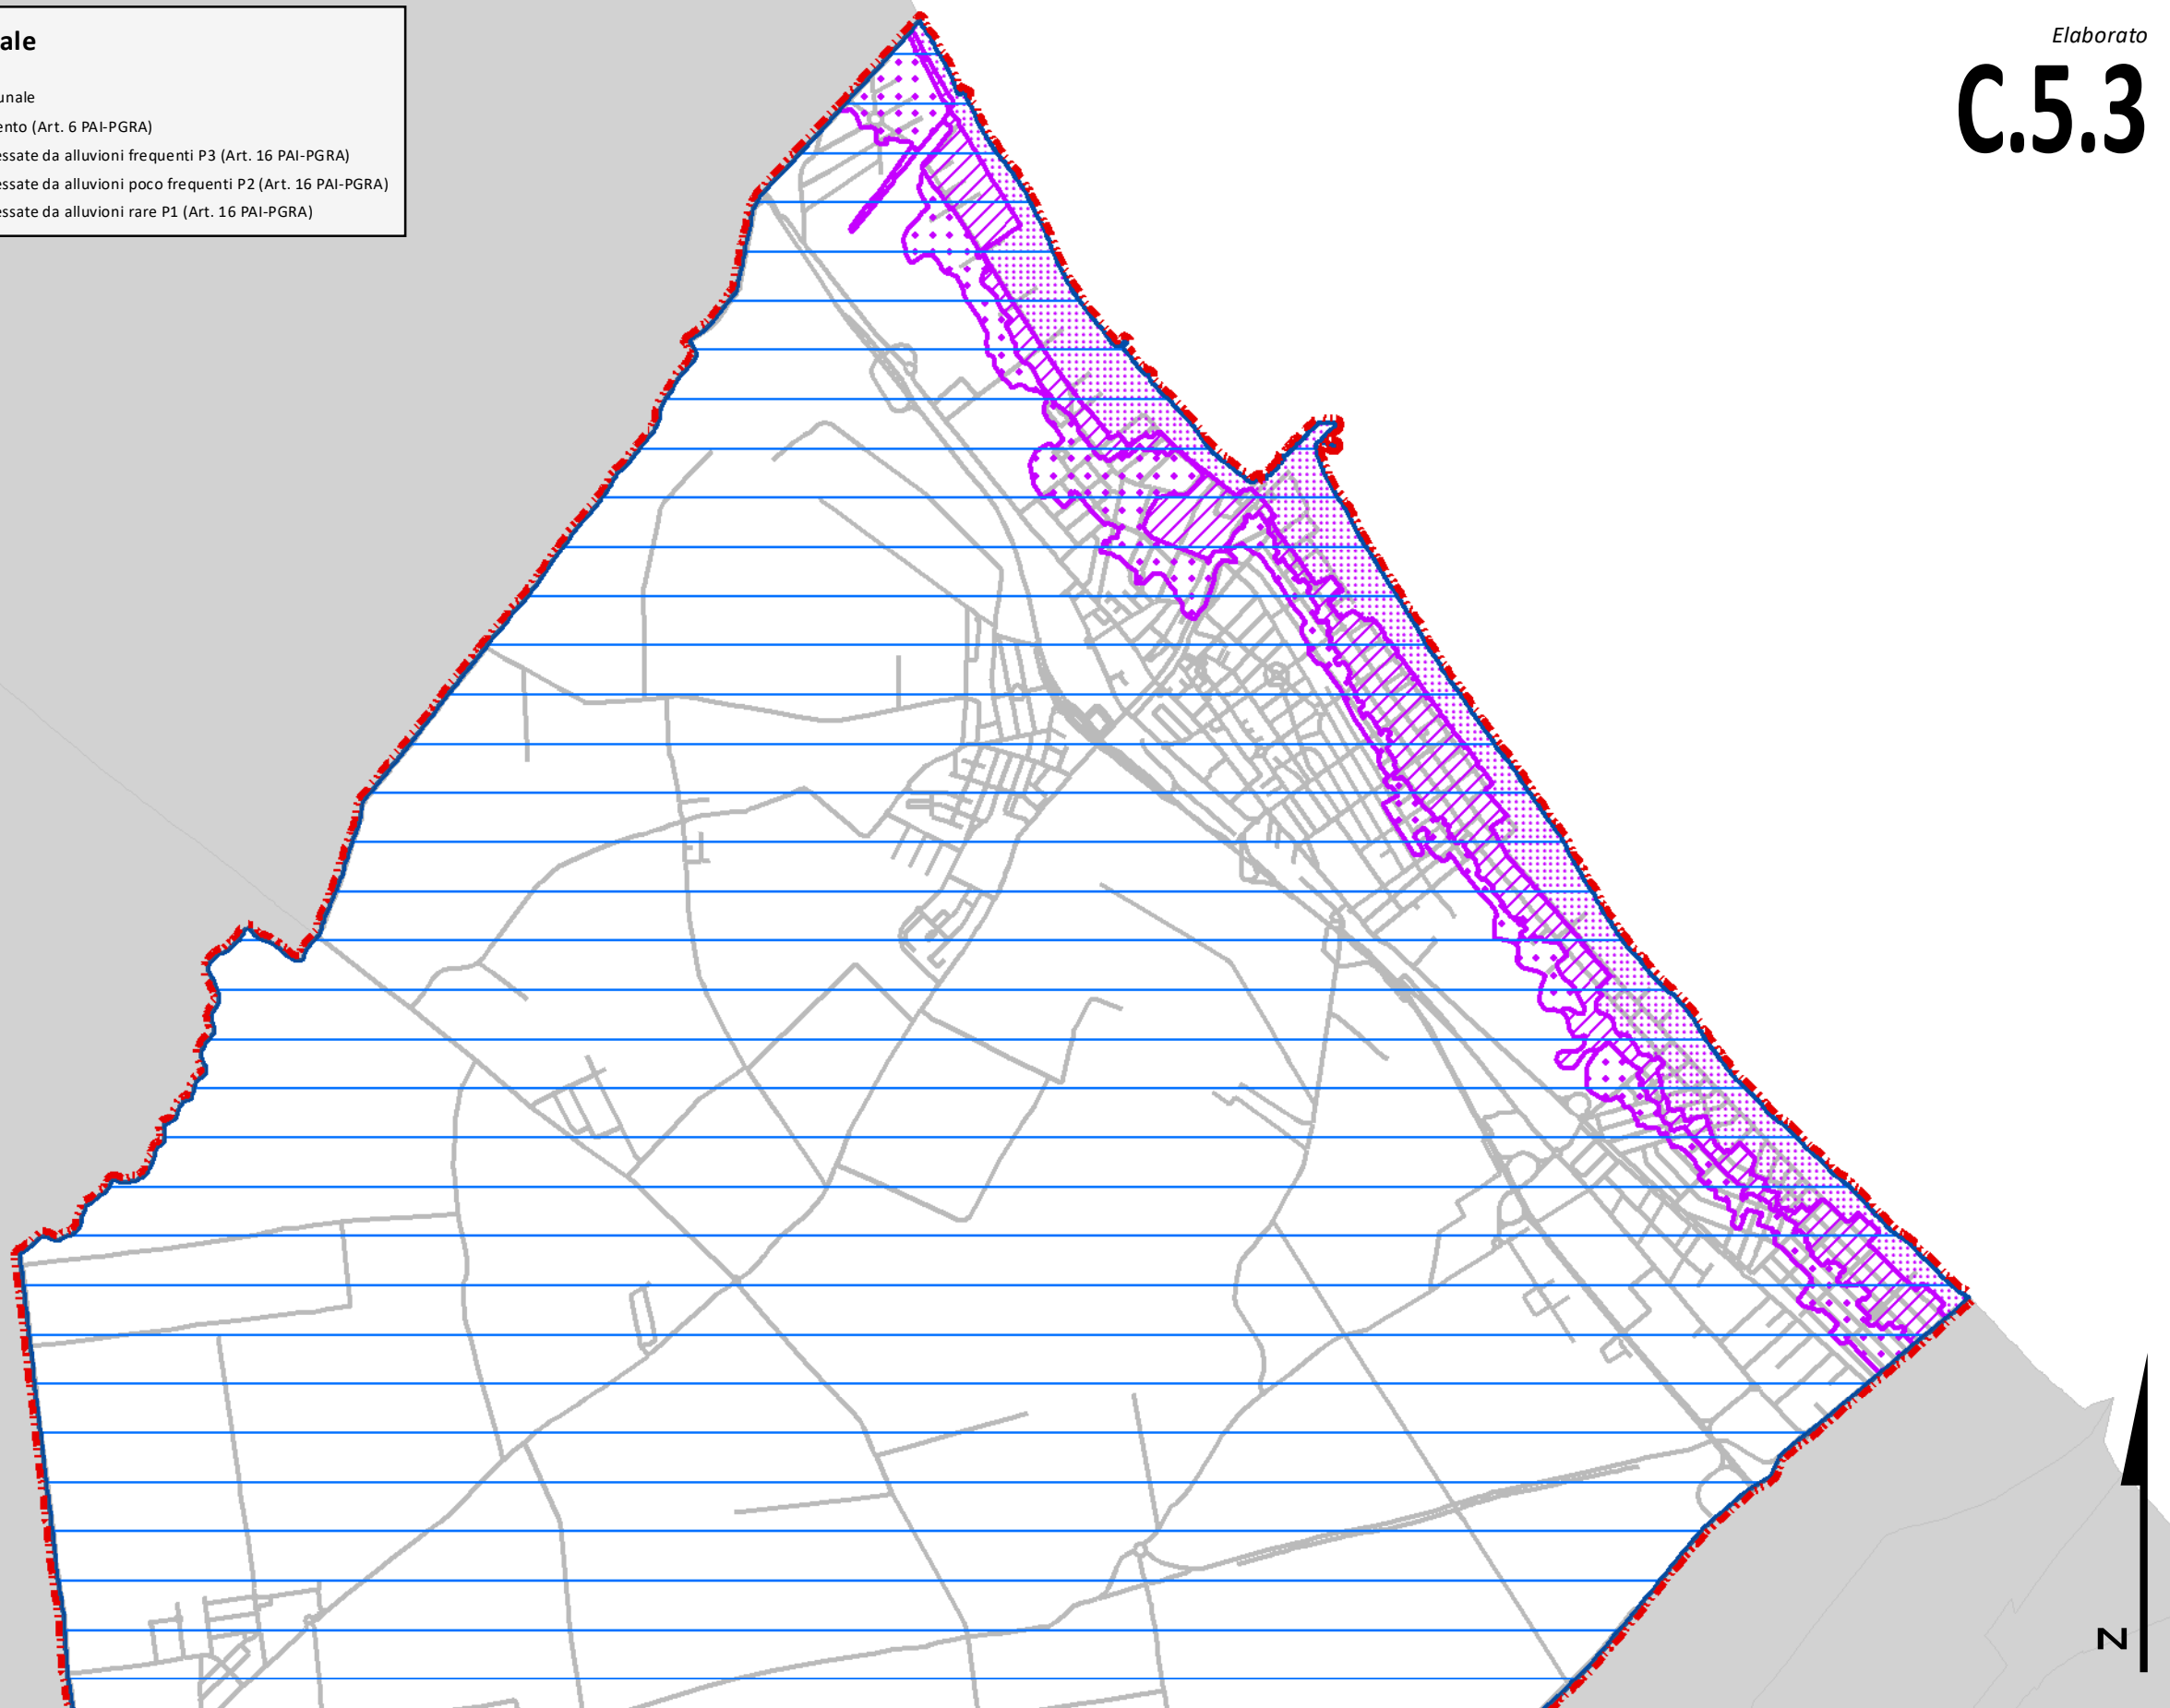 ale
unale
ento (Art. 6 PAI-PGRA)
essate da alluvioni frequenti P3 (Art. 16 PAI-PGRA)
essate da alluvioni poco frequenti P2 (Art. 16 PAI-PGRA)
essate da alluvioni rare P1 (Art. 16 PAI-PGRA)
Elaborato
C.5.3
N